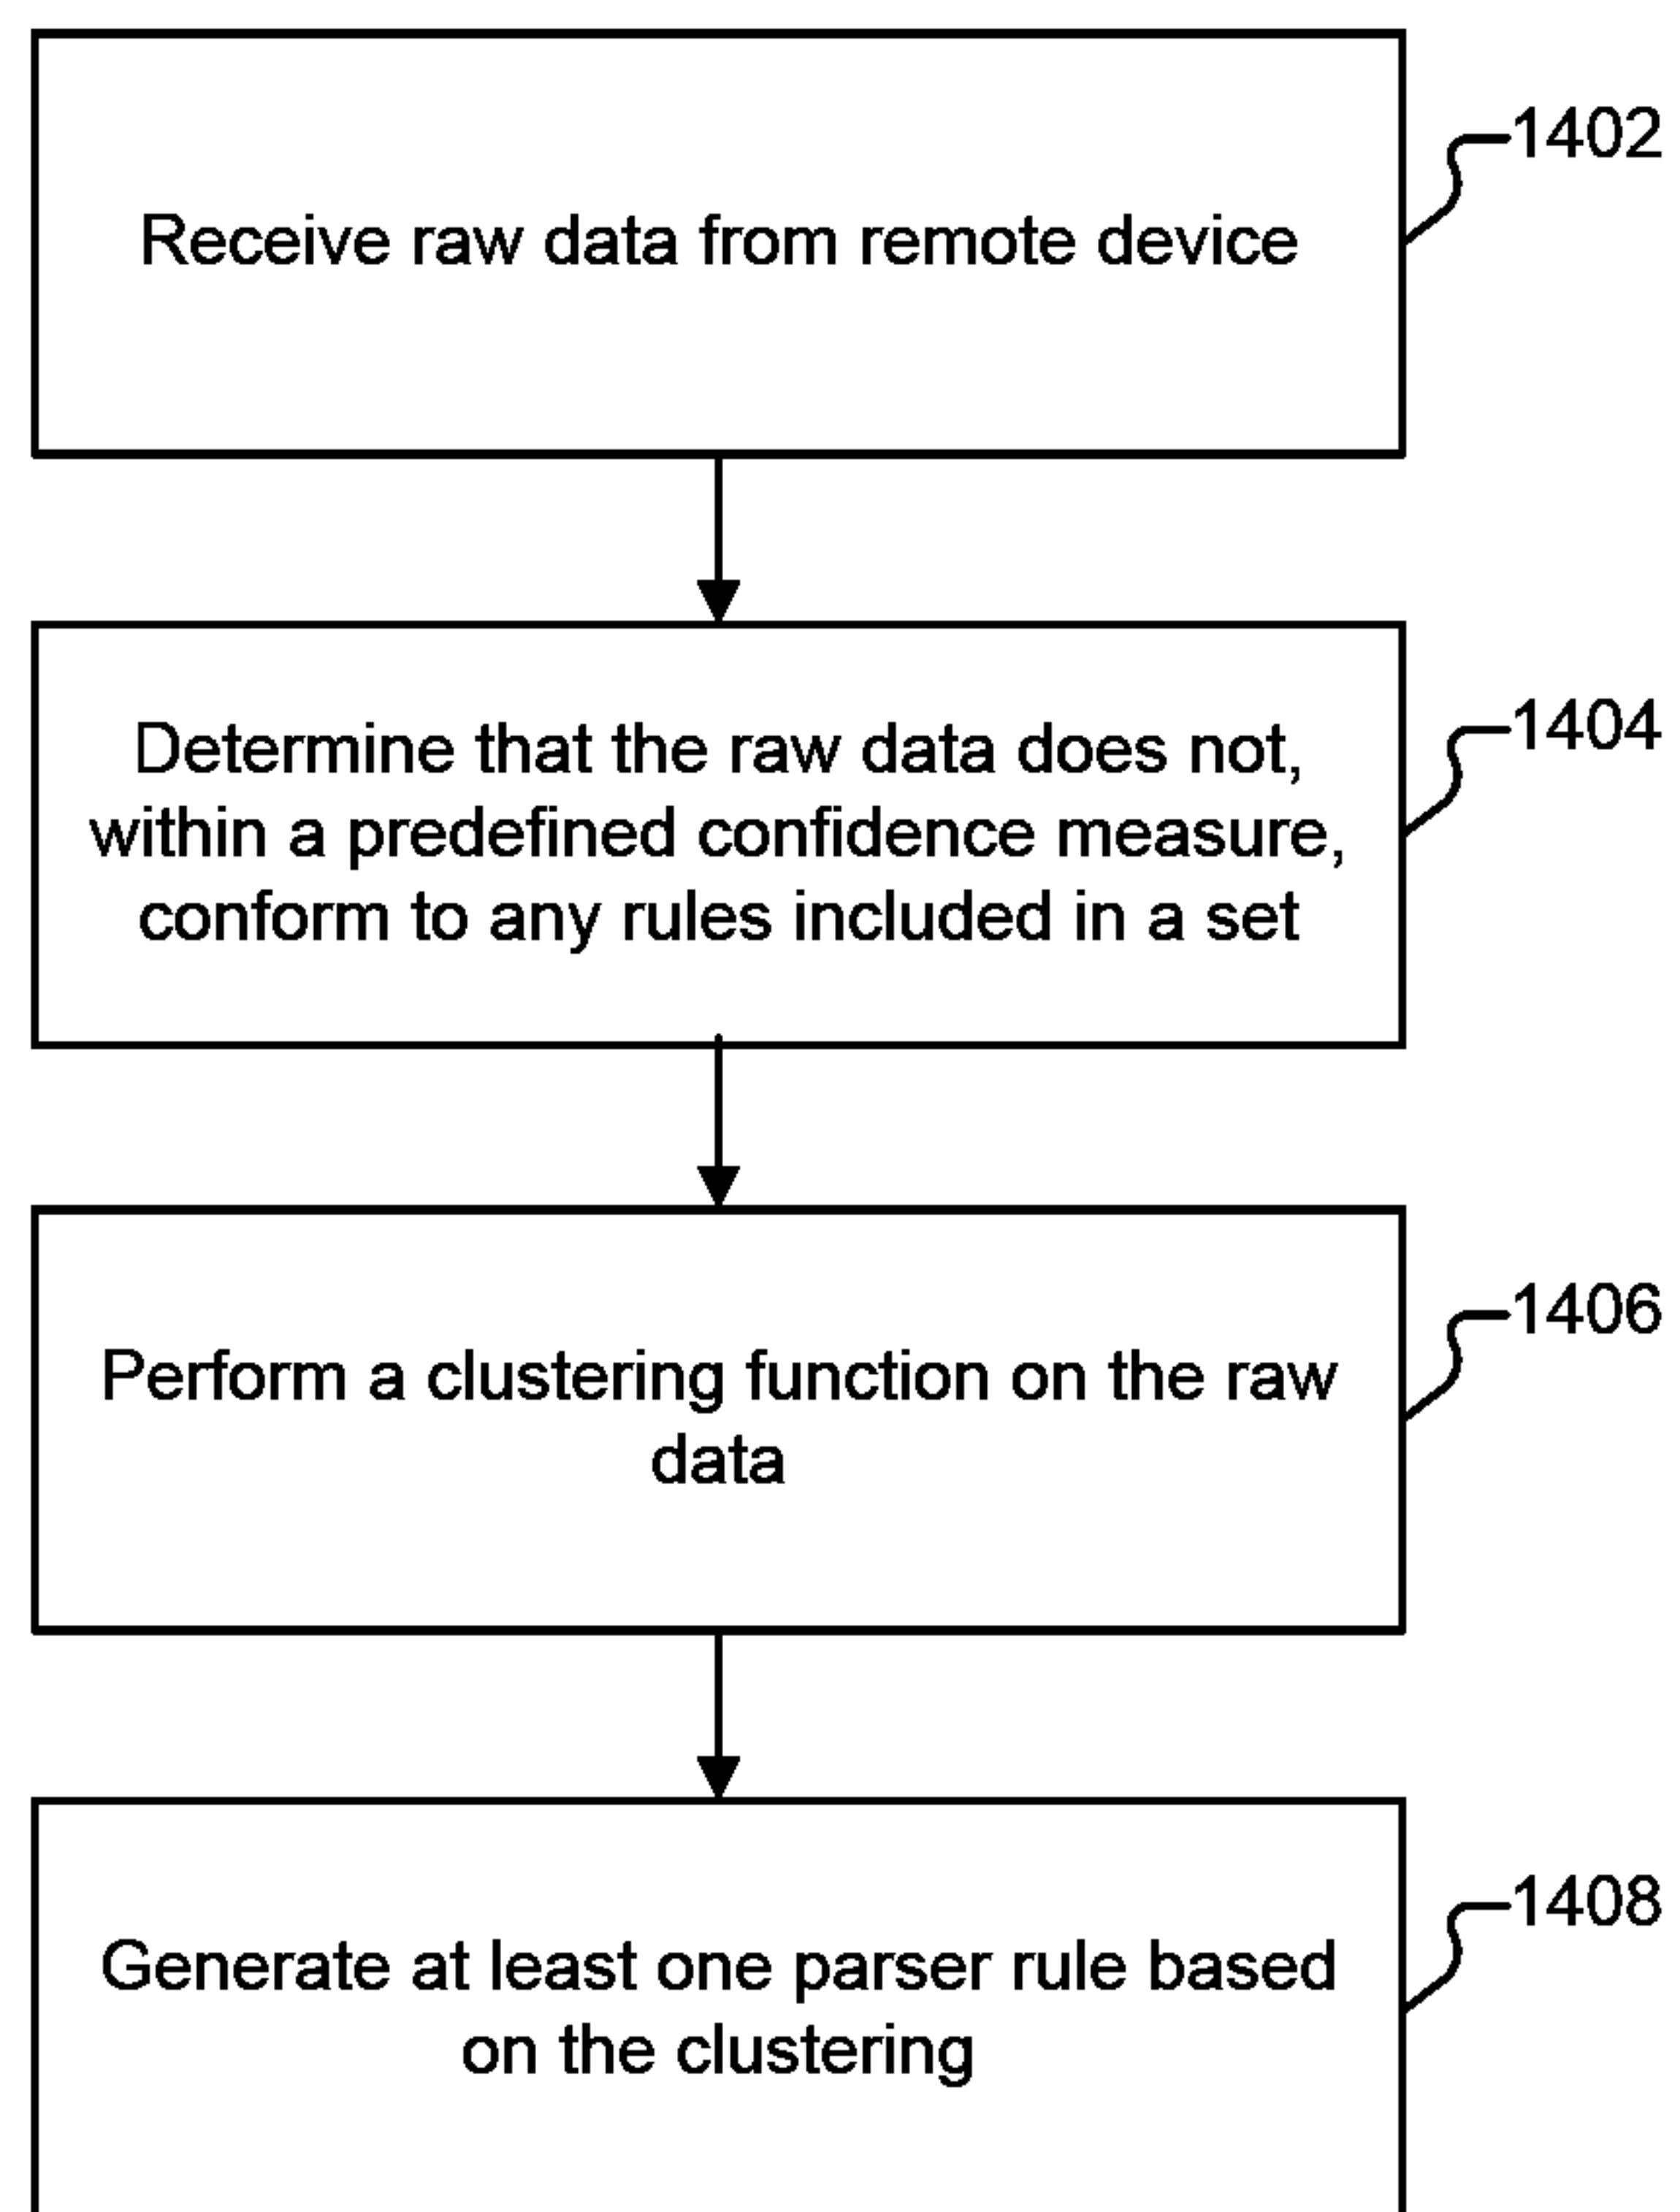 1402
Receive raw data from remote device
1404
Determine that the raw data does not,
within a predefined confidence measure,
conform to any rules included in a set
1406
Perform a clustering function on the raw
data
1408
Generate at least one parser rule based
on the clustering